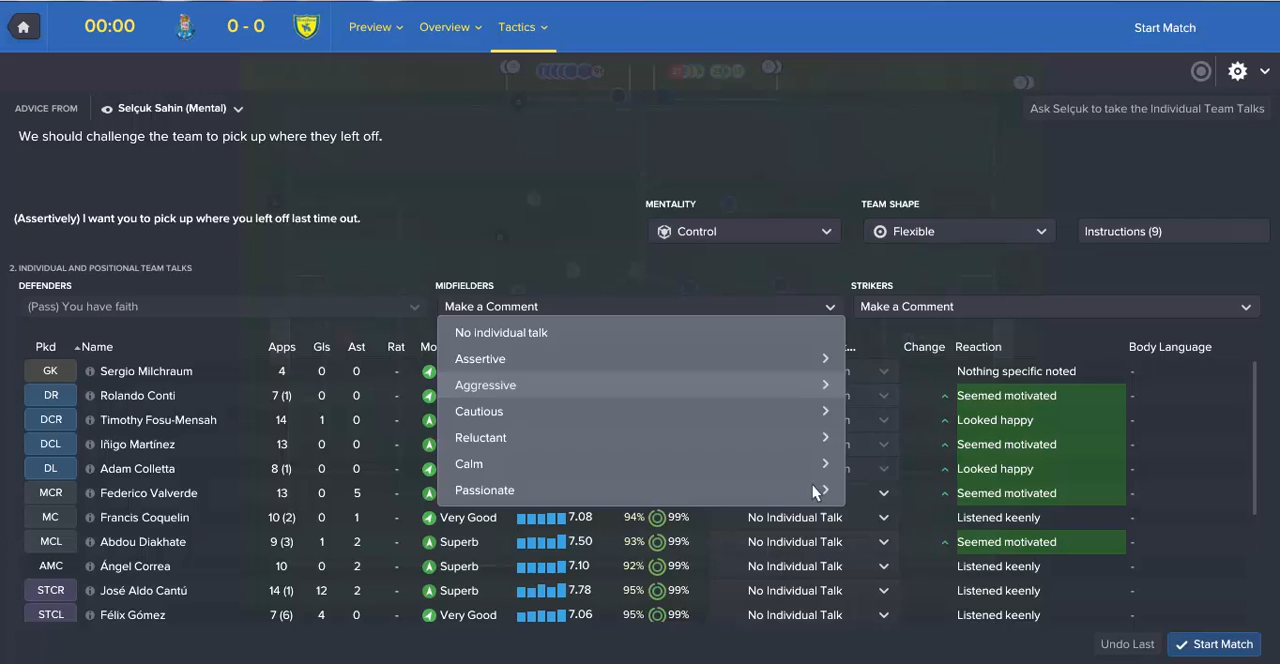 00:00 0 - 0 Preview Overview Tactics Start Match
ADVICE FROM Selçuk Sahin (Mental) Ask Selçuk to take the Individual Team Talks
We should challenge the team to pick up where they left off.
MENTALITY TEAM SHAPE
(Assertively) I want you to pick up where you left off last time out.
Control Flexible Instructions (9)
2. INDIVIDUAL AND POSITIONAL TEAM TALKS
DEFENDERS MIDFIELDERS STRIKERS
(Pass) You have faith Make a Comment Make a Comment
No individual talk
Assertive
Aggressive
Cautious
Reluctant
Calm
Passionate
Pkd Name Apps Gls Ast Rat Mo ... Change Reaction Body Language
GK Sergio Milchraum 4 0 0 - Nothing specific noted -
DR Rolando Conti 7 (1) 0 0 - Seemed motivated -
DCR Timothy Fosu-Mensah 14 1 0 - Looked happy -
DCL Iñigo Martínez 13 0 0 - Seemed motivated -
DL Adam Colletta 8 (1) 0 0 - Looked happy -
MCR Federico Valverde 13 0 5 - Seemed motivated -
MC Francis Coquelin 10 (2) 0 1 - Very Good 7.08 94% 99% No Individual Talk Listened keenly -
MCL Abdou Diakhate 9 (3) 1 2 - Superb 7.50 93% 99% No Individual Talk Seemed motivated -
AMC Ángel Correa 10 0 2 - Superb 7.10 92% 99% No Individual Talk Listened keenly -
STCR José Aldo Cantú 14 (1) 12 2 - Superb 7.78 95% 99% No Individual Talk Listened keenly -
STCL Félix Gómez 7 (6) 4 0 - Very Good 7.06 95% 99% No Individual Talk Listened keenly -
Undo Last Start Match